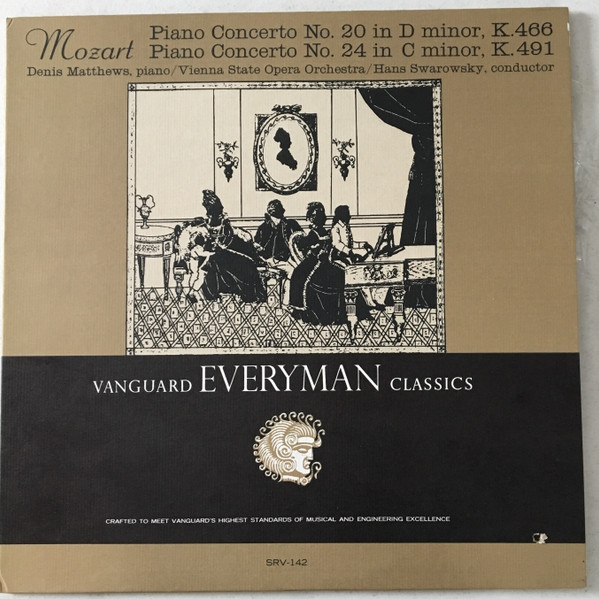 Mozart
Piano Concerto No. 20 in D minor, K.466
Piano Concerto No. 24 in C minor, K.491
Denis Matthews, piano/Vienna State Opera Orchestra/Hans Swarowsky, conductor
VANGUARD EVERYMAN CLASSICS
CRAFTED TO MEET VANGUARD'S HIGHEST STANDARDS OF MUSICAL AND ENGINEERING EXCELLENCE
SRV-142